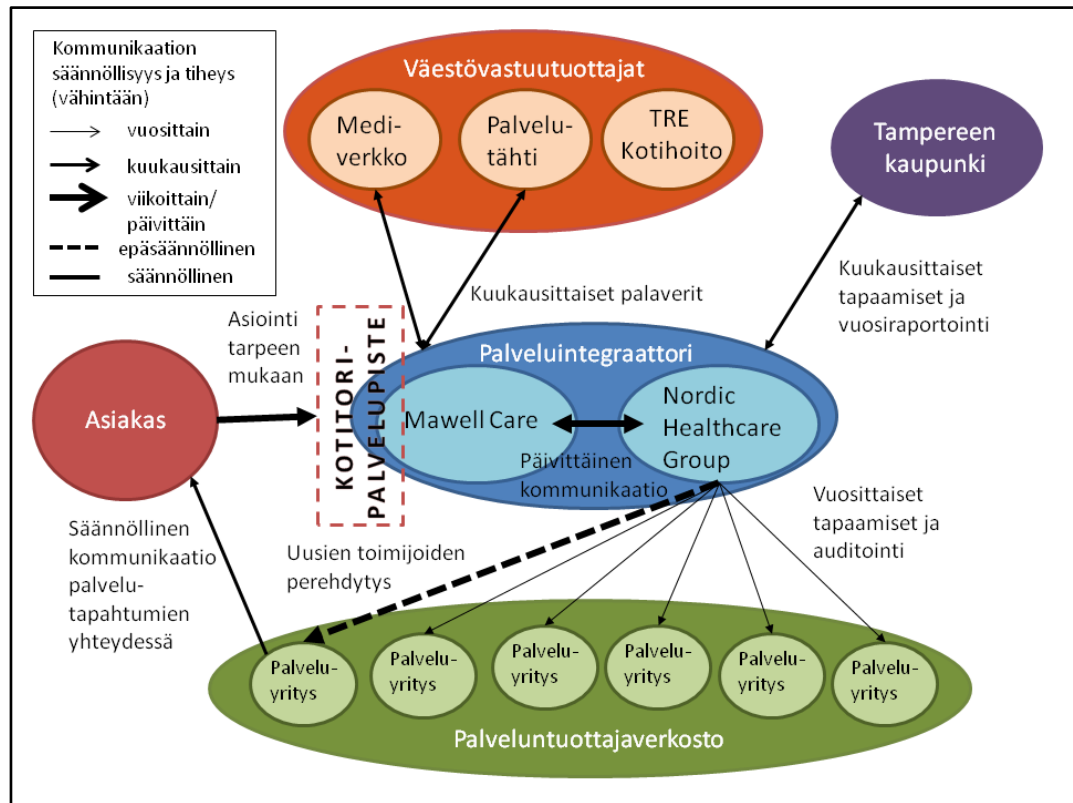 Kommunikaation
säännöllisyys ja tiheys
(vähintään)
vuosittain
kuukausittain
viikoittain/
päivittäin
epäsäännöllinen
säännöllinen
Väestövastuutuottajat
Medi-
verkko
Palvelu-
tähti
TRE
Kotihoito
Tampereen
kaupunki
Kuukausittaiset palaverit
Kuukausittaiset
tapaamiset ja
vuosiraportointi
Asiointi
tarpeen
mukaan
Asiakas
KOTITORI-
PALVELUPISTE
Palveluintegraattori
Mawell Care
Nordic
Healthcare
Group
Päivittäinen
kommunikaatio
Säännöllinen
kommunikaatio
palvelu-
tapahtumien
yhteydessä
Uusien toimijoiden
perehdytys
Vuosittaiset
tapaamiset ja
auditointi
Palvelu-
yritys
Palvelu-
yritys
Palvelu-
yritys
Palvelu-
yritys
Palvelu-
yritys
Palvelu-
yritys
Palveluntuottajaverkosto